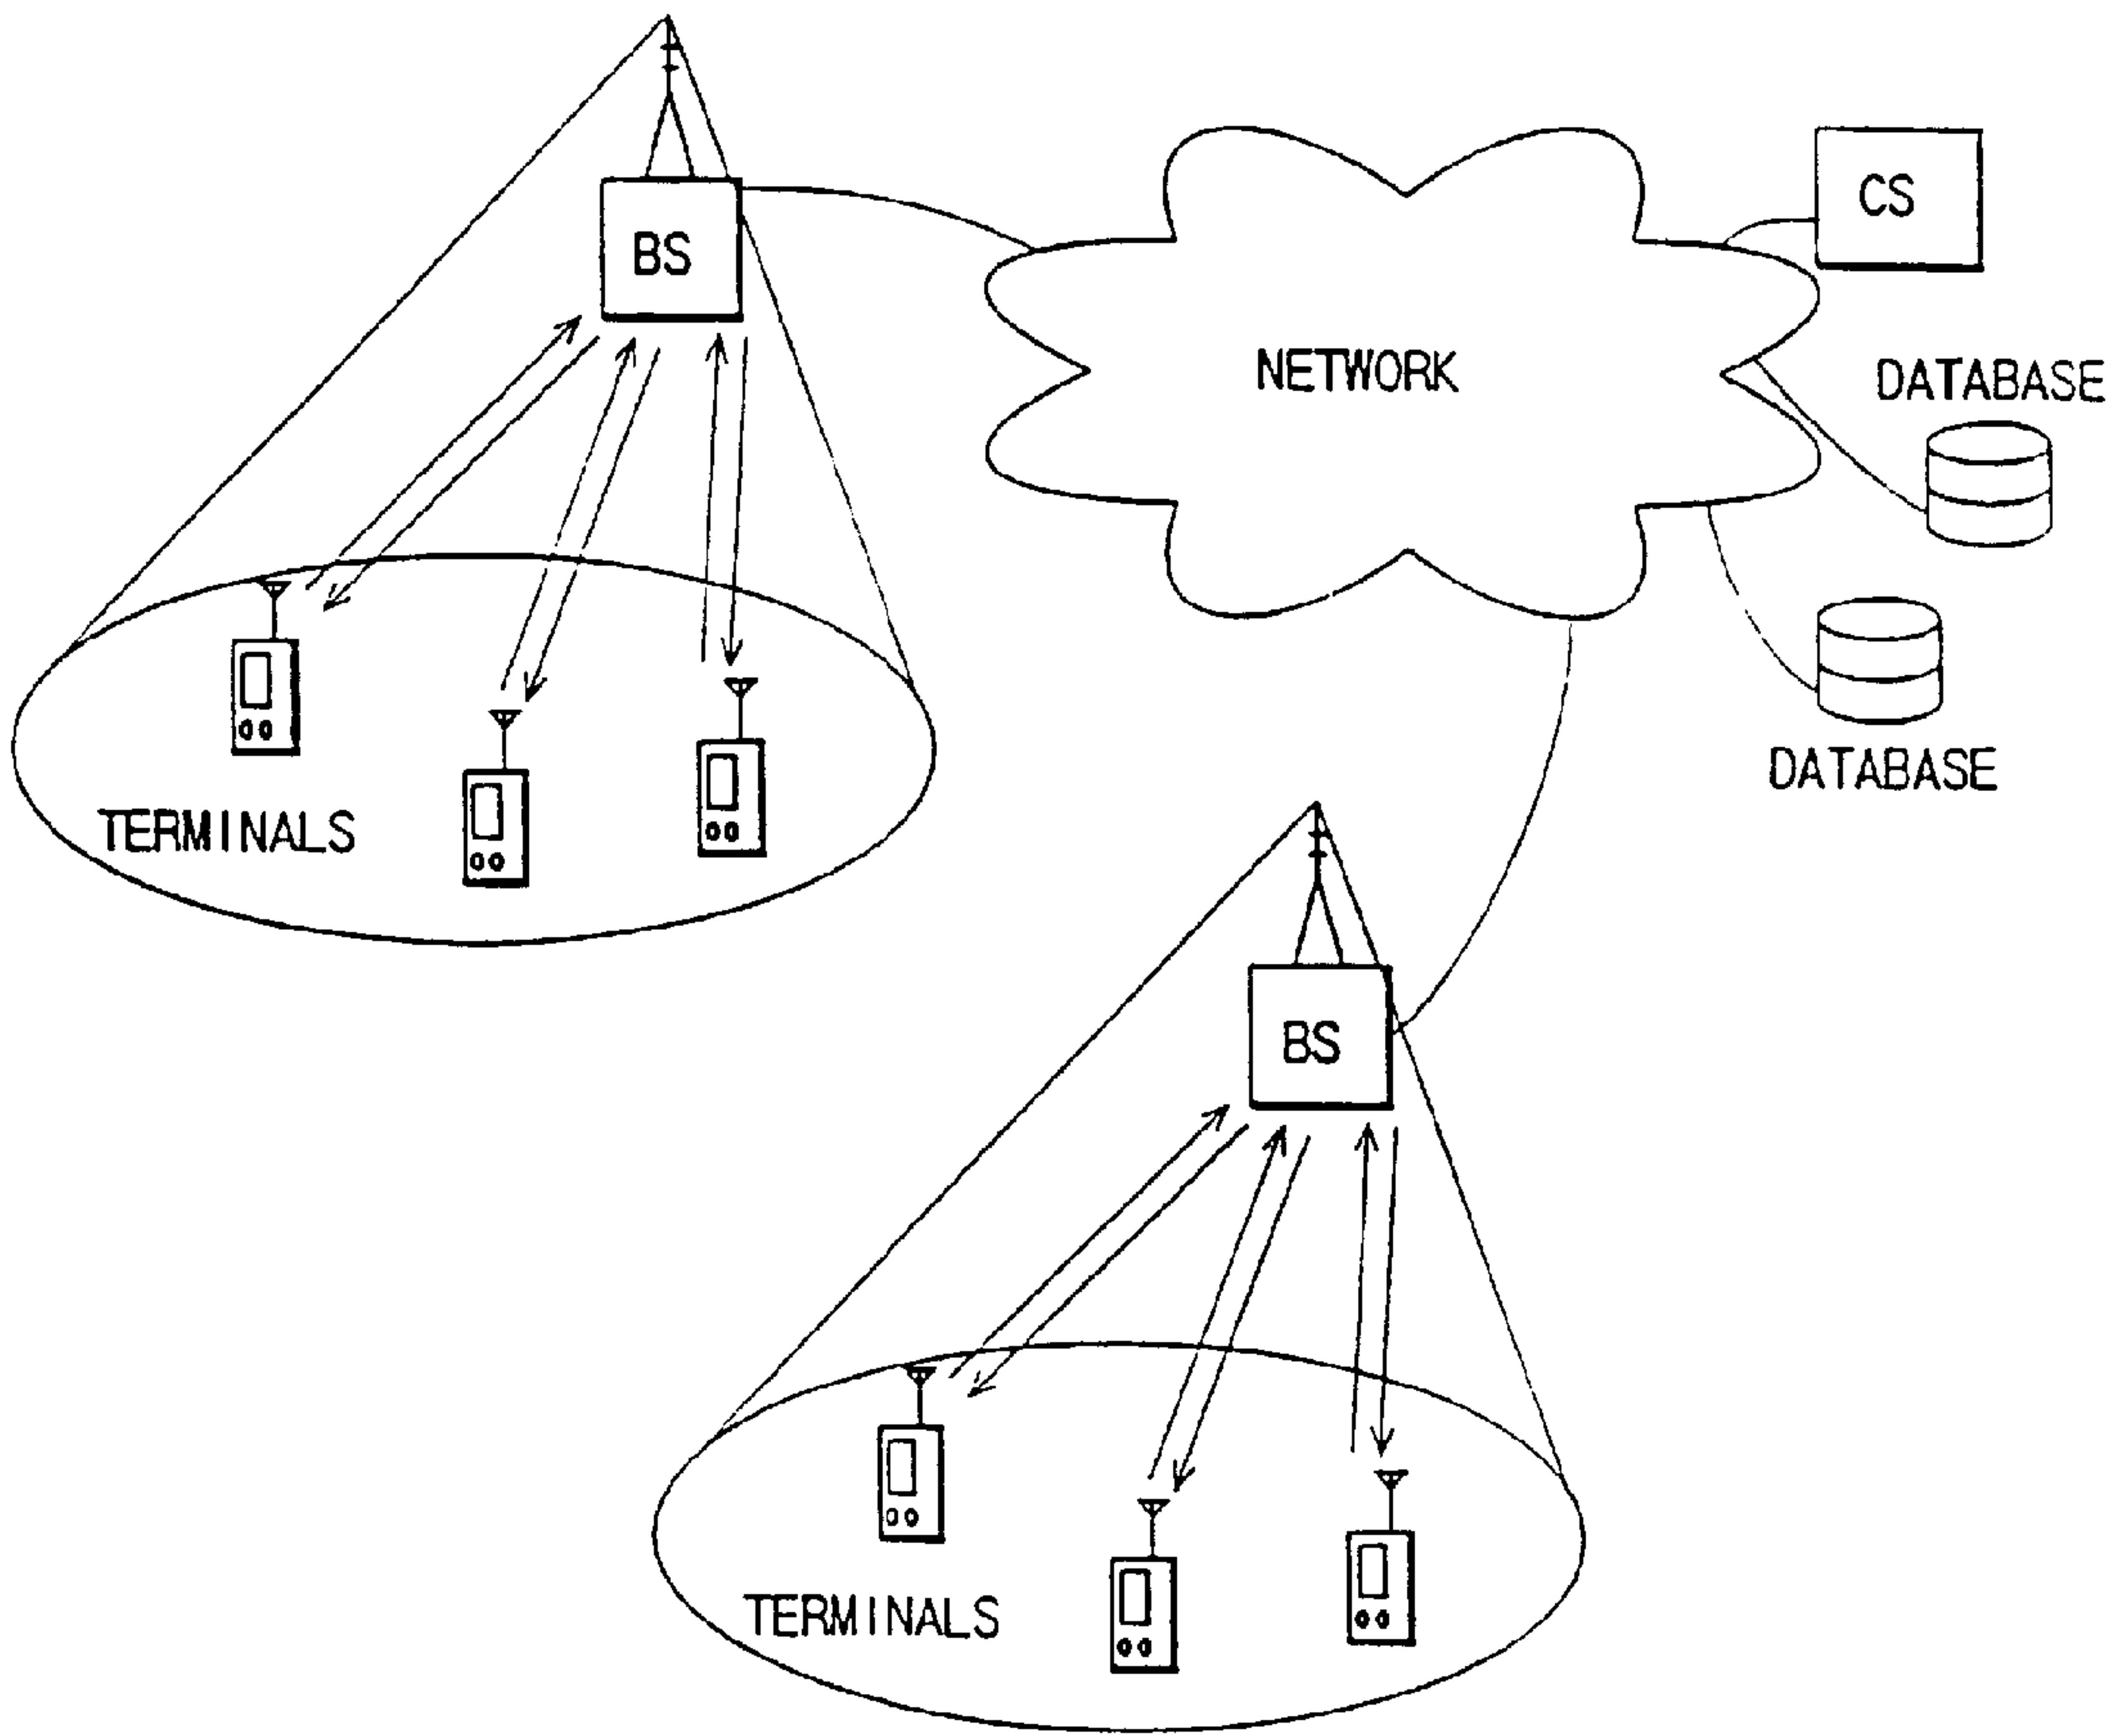 BS
CS
NETWORK
DATABASE
DATABASE
TERMINALS
BS
TERMINALS